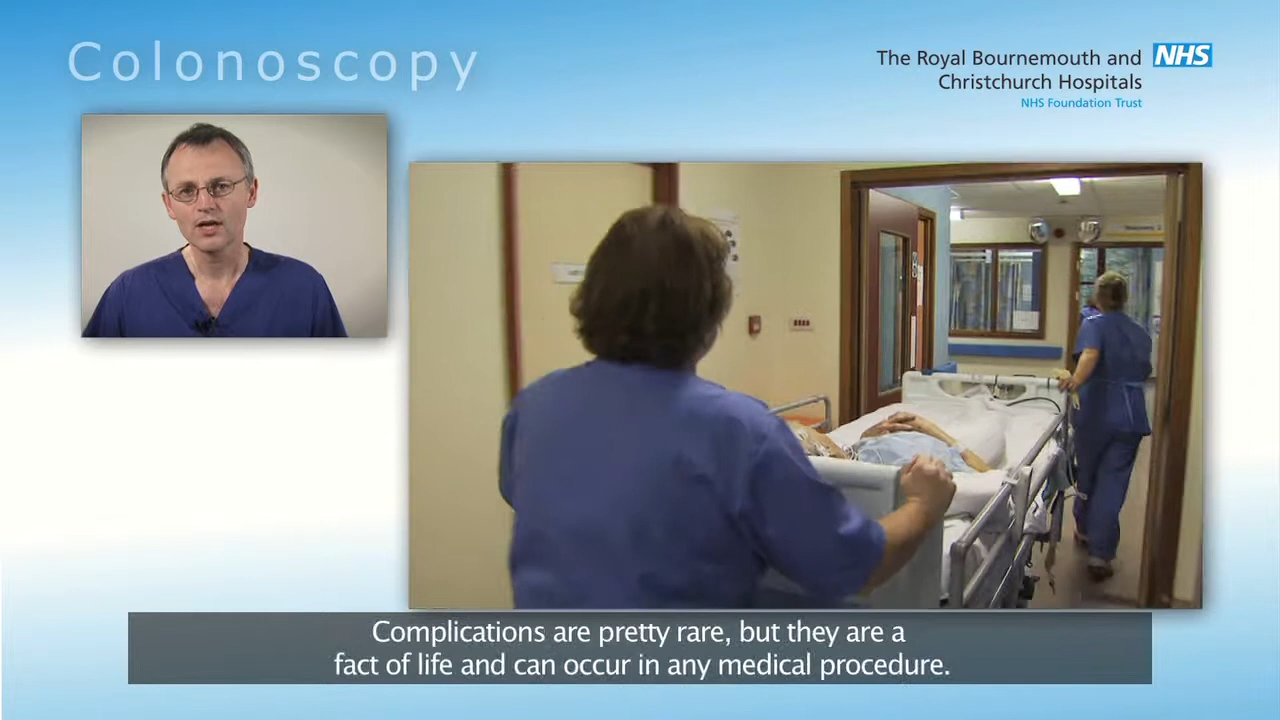 Colonoscopy
The Royal Bournemouth and
Christchurch Hospitals
NHS
NHS Foundation Trust
Complications are pretty rare, but they are a
fact of life and can occur in any medical procedure.